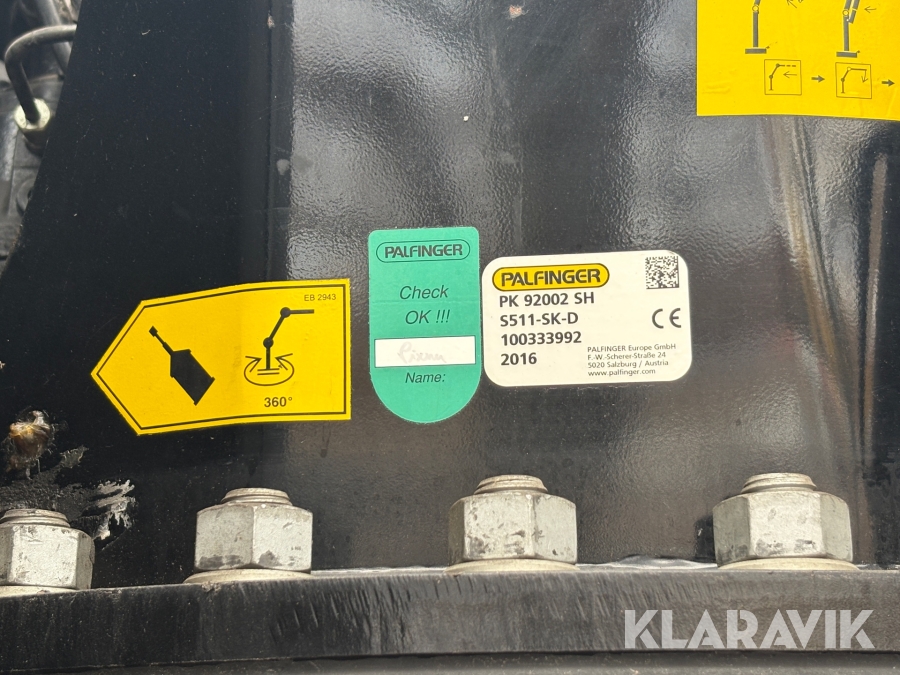 EB 2943
360°
PALFINGER
Check
OK !!!
Name:
PALFINGER
PK 92002 SH
S511-SK-D
100333992
2016
CE
PALFINGER Europe GmbH
F.-W.-Scherer-Straße 24
5020 Salzburg / Austria
www.palfinger.com
KLARAVIK